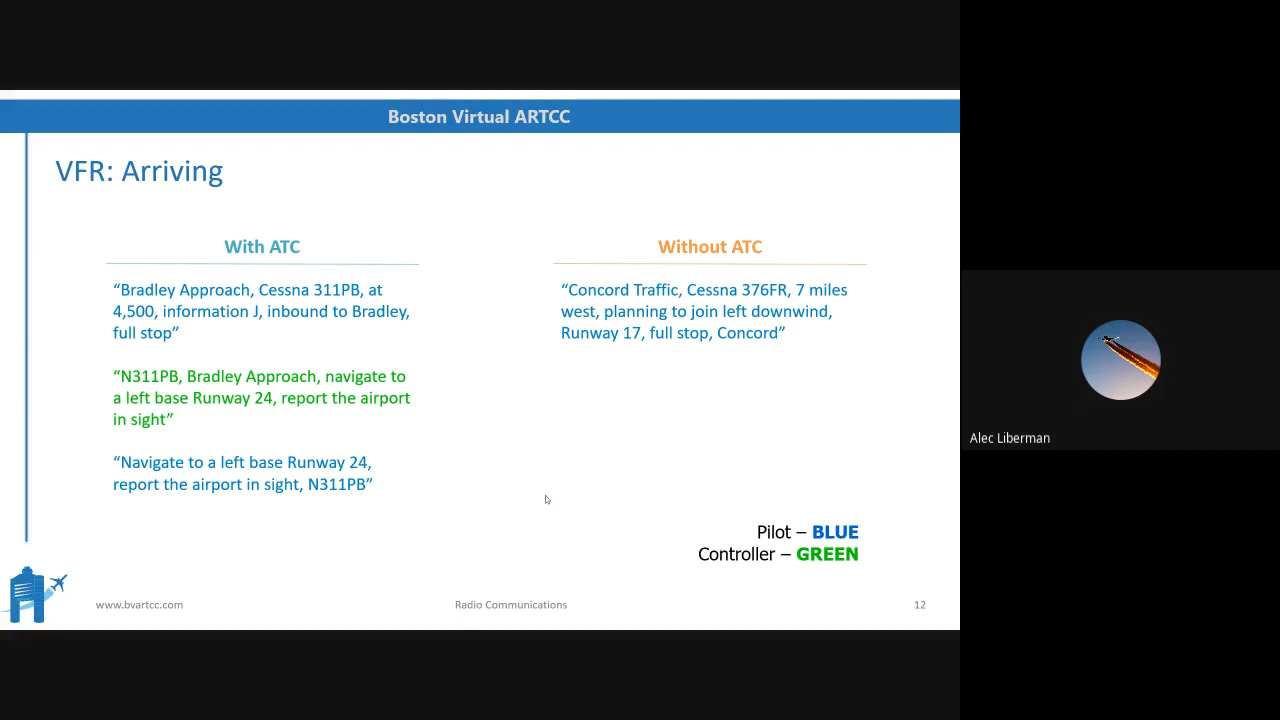 Boston Virtual ARTCC
VFR: Arriving
With ATC
“Bradley Approach, Cessna 311PB, at
4,500, information J, inbound to Bradley,
full stop”
“N311PB, Bradley Approach, navigate to
a left base Runway 24, report the airport
in sight”
“Navigate to a left base Runway 24,
report the airport in sight, N311PB”
Without ATC
“Concord Traffic, Cessna 376FR, 7 miles
west, planning to join left downwind,
Runway 17, full stop, Concord”
Pilot – BLUE
Controller – GREEN
www.bvartcc.com
Radio Communications
12
Alec Liberman